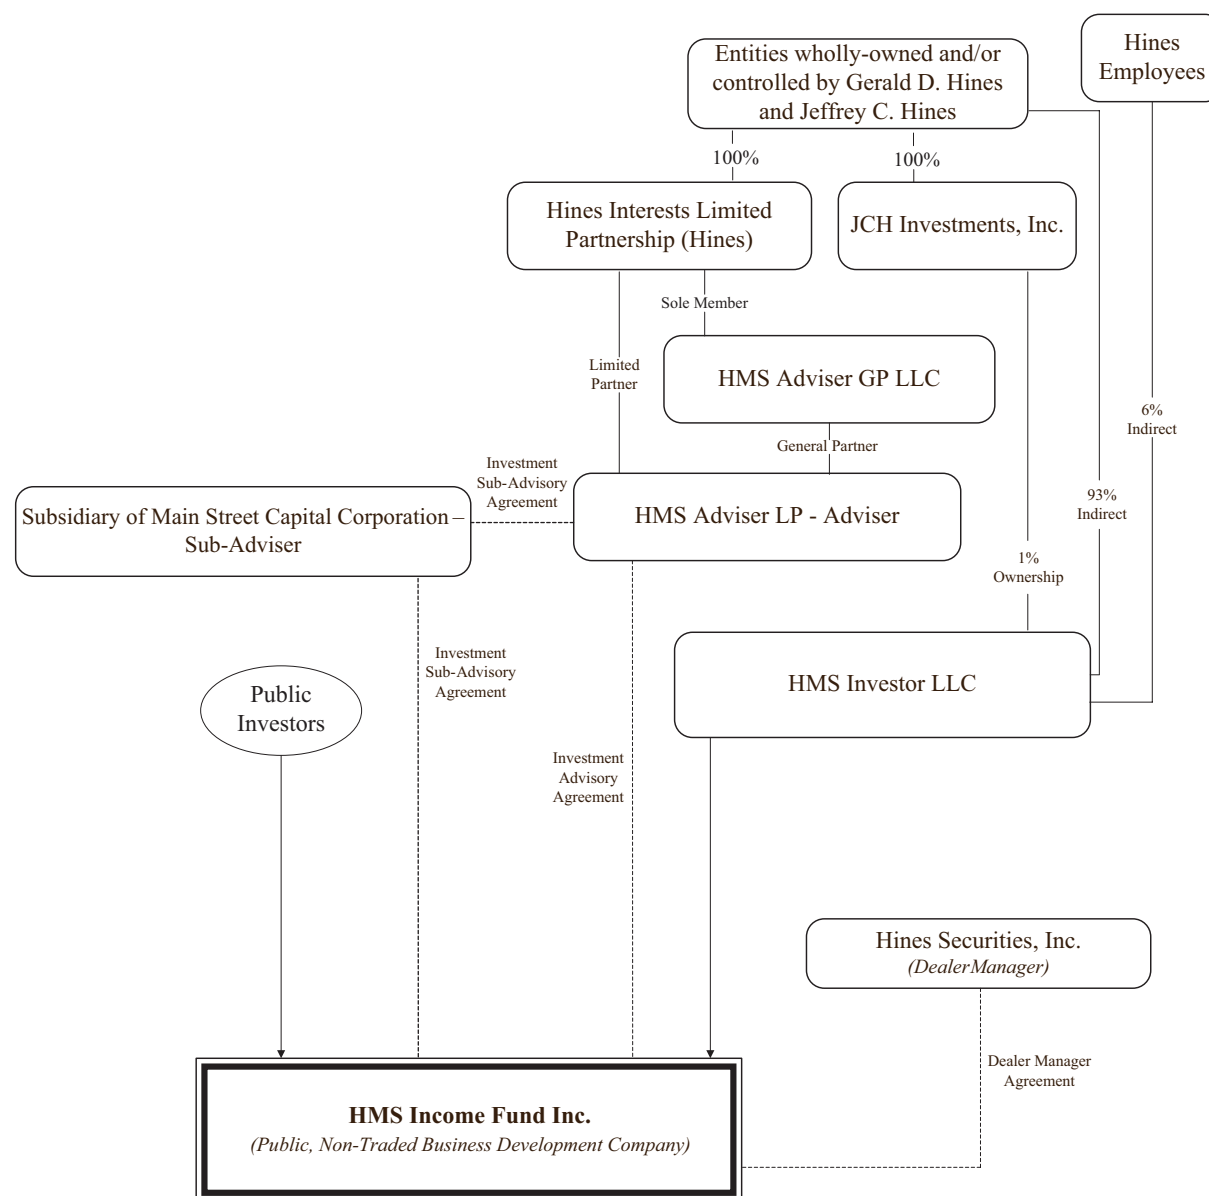 Entities wholly-owned and/or
controlled by Gerald D. Hines
and Jeffrey C. Hines
Hines
Employees
100%
100%
Hines Interests Limited
Partnership (Hines)
JCH Investments, Inc.
Sole Member
Limited
Partner
HMS Adviser GP LLC
6%
Indirect
General Partner
Investment
Sub-Advisory
Agreement
93%
Indirect
Subsidiary of Main Street Capital Corporation –
Sub-Adviser
HMS Adviser LP - Adviser
1%
Ownership
Investment
Sub-Advisory
Agreement
HMS Investor LLC
Public
Investors
Investment
Advisory
Agreement
Hines Securities, Inc.
(DealerManager)
Dealer Manager
Agreement
HMS Income Fund Inc.
(Public, Non-Traded Business Development Company)